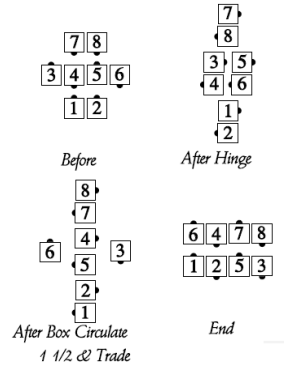 7
7 8
8
3 4 5 6
3 5
4 6
1 2
1
2
Before
After Hinge
8
7
4
6
3
5
2
1
6 4 7 8
1 2 5 3
After Box Circulate
1 1/2 & Trade
End